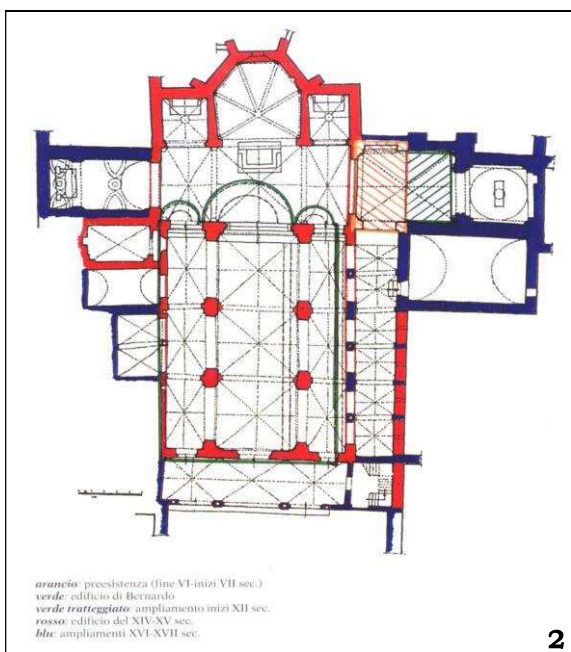 arancio: preesistenza (fine VI-inizi VII sec.)
verde: edificio di Bernardo
verde tratteggiato: ampliamento inizi XII sec.
rosso: edificio del XIV-XV sec.
blu: ampliamenti XVI-XVII sec.
2